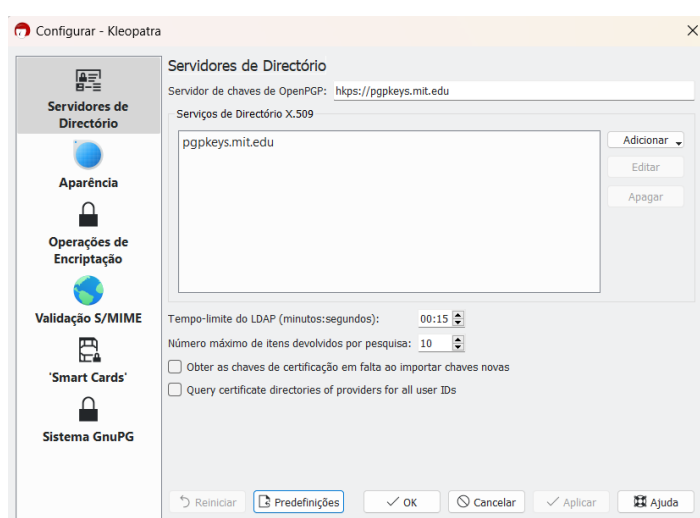 Configurar - Kleopatra
Servidores de
Directório
Aparência
Operações de
Encriptação
Validação S/MIME
'Smart Cards'
Sistema GnuPG
Servidores de Directório
Servidor de chaves de OpenPGP: hkps://pgpkeys.mit.edu
Serviços de Directório X.509
pgpkeys.mit.edu
Adicionar
Editar
Apagar
Tempo-limite do LDAP (minutos:segundos): 00:15
Número máximo de itens devolvidos por pesquisa: 10
Obter as chaves de certificação em falta ao importar chaves novas
Query certificate directories of providers for all user IDs
Reiniciar Predefinições OK Cancelar Aplicar Ajuda